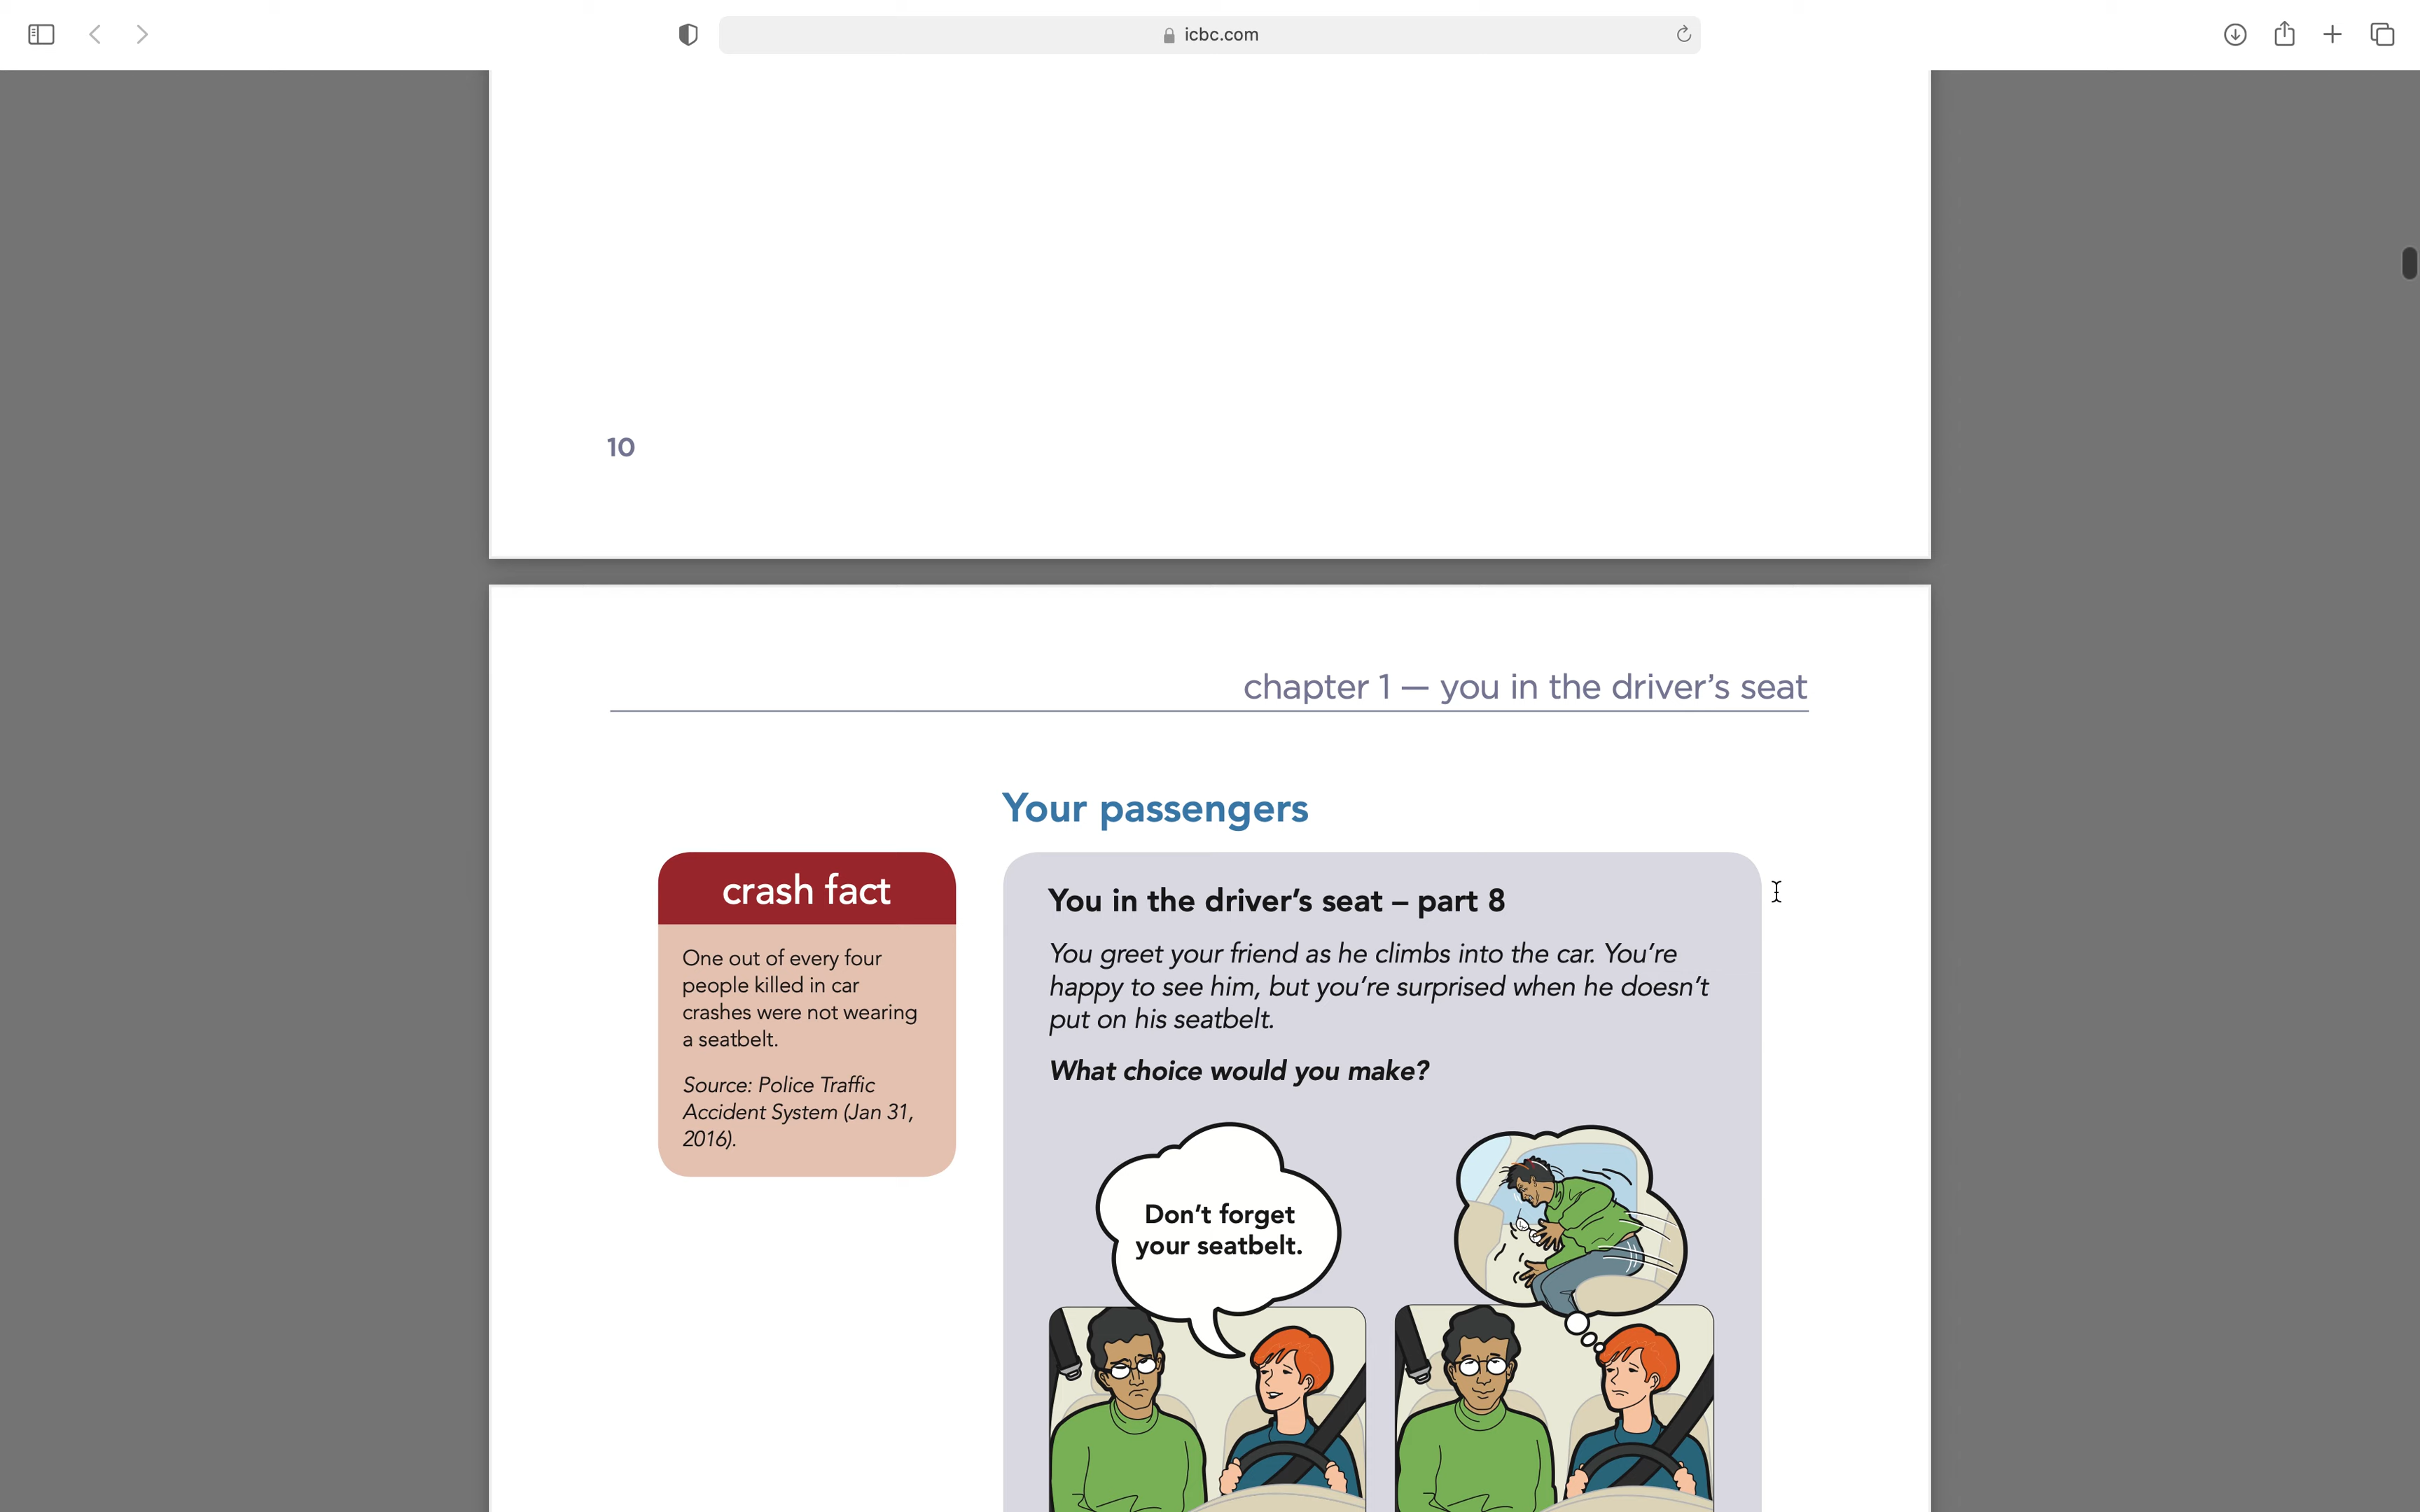 icbc.com
10
chapter 1 — you in the driver's seat
Your passengers
crash fact
One out of every four
people killed in car
crashes were not wearing
a seatbelt.
Source: Police Traffic
Accident System (Jan 31,
2016).
You in the driver's seat – part 8
You greet your friend as he climbs into the car. You're
happy to see him, but you're surprised when he doesn't
put on his seatbelt.
What choice would you make?
Don't forget
your seatbelt.